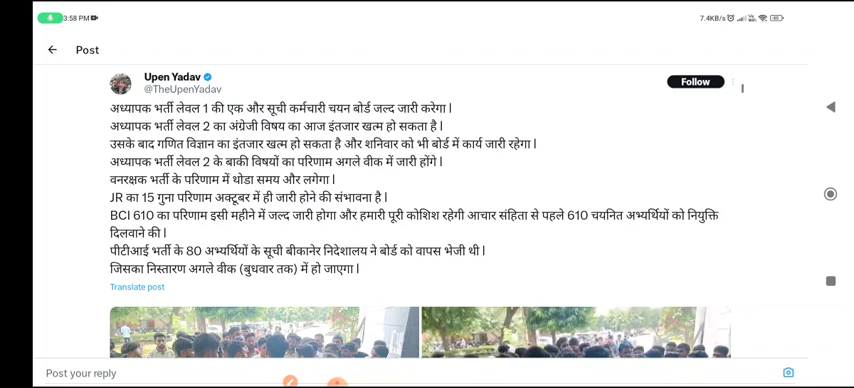 3:58 PM
7.4KB/s
Post
Upen Yadav
@TheUpenYadav
Follow
अध्यापक भर्ती लेवल 1 की एक और सूची कर्मचारी चयन बोर्ड जल्द जारी करेगा |
अध्यापक भर्ती लेवल 2 का अंग्रेजी विषय का आज इंतजार खत्म हो सकता है |
उसके बाद गणित विज्ञान का इंतजार खत्म हो सकता है और शनिवार को भी बोर्ड में कार्य जारी रहेगा |
अध्यापक भर्ती लेवल 2 के बाकी विषयों का परिणाम अगले वीक में जारी होंगे |
वनरक्षक भर्ती के परिणाम में थोडा समय और लगेगा |
JR का 15 गुना परिणाम अक्टूबर में ही जारी होने की संभावना है |
BCI 610 का परिणाम इसी महीने में जल्द जारी होगा और हमारी पूरी कोशिश रहेगी आचार संहिता से पहले 610 चयनित अभ्यर्थियों को नियुक्ति
दिलवाने की |
पीटीआई भर्ती के 80 अभ्यर्थियों के सूची बीकानेर निदेशालय ने बोर्ड को वापस भेजी थी |
जिसका निस्तारण अगले वीक (बुधवार तक) में हो जाएगा |
Translate post
Post your reply